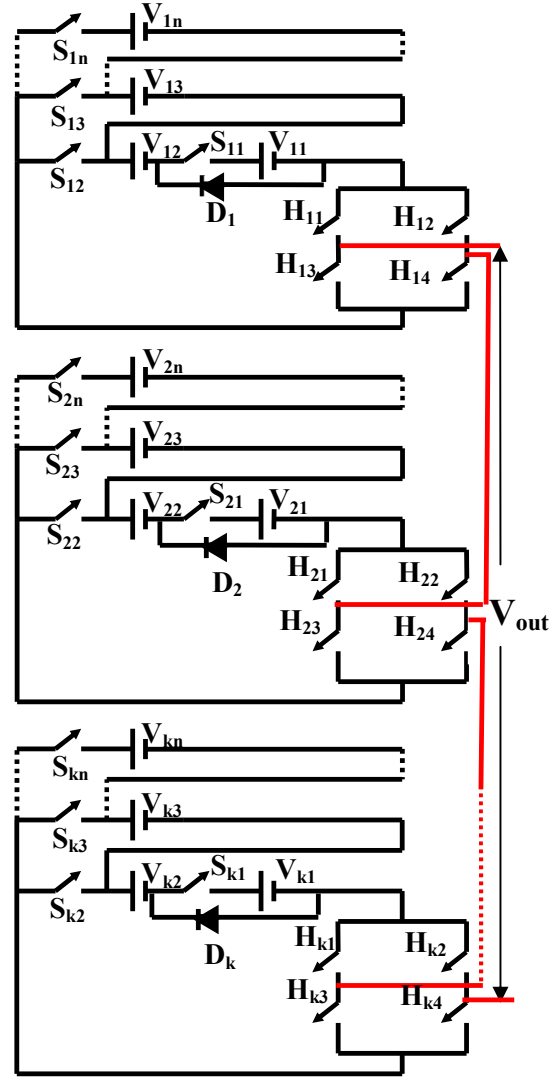 V1n
S1n
V13
S13
V12 S11 V11
S12
D1
H11 H12
H13 H14
V2n
S2n
V23
S23
V22 S21 V21
S22
D2
H21 H22
H23 H24
Vout
Vkn
Skn
Vk3
Sk3
Vk2 Sk1 Vk1
Sk2
Dk
Hk1 Hk2
Hk3 Hk4